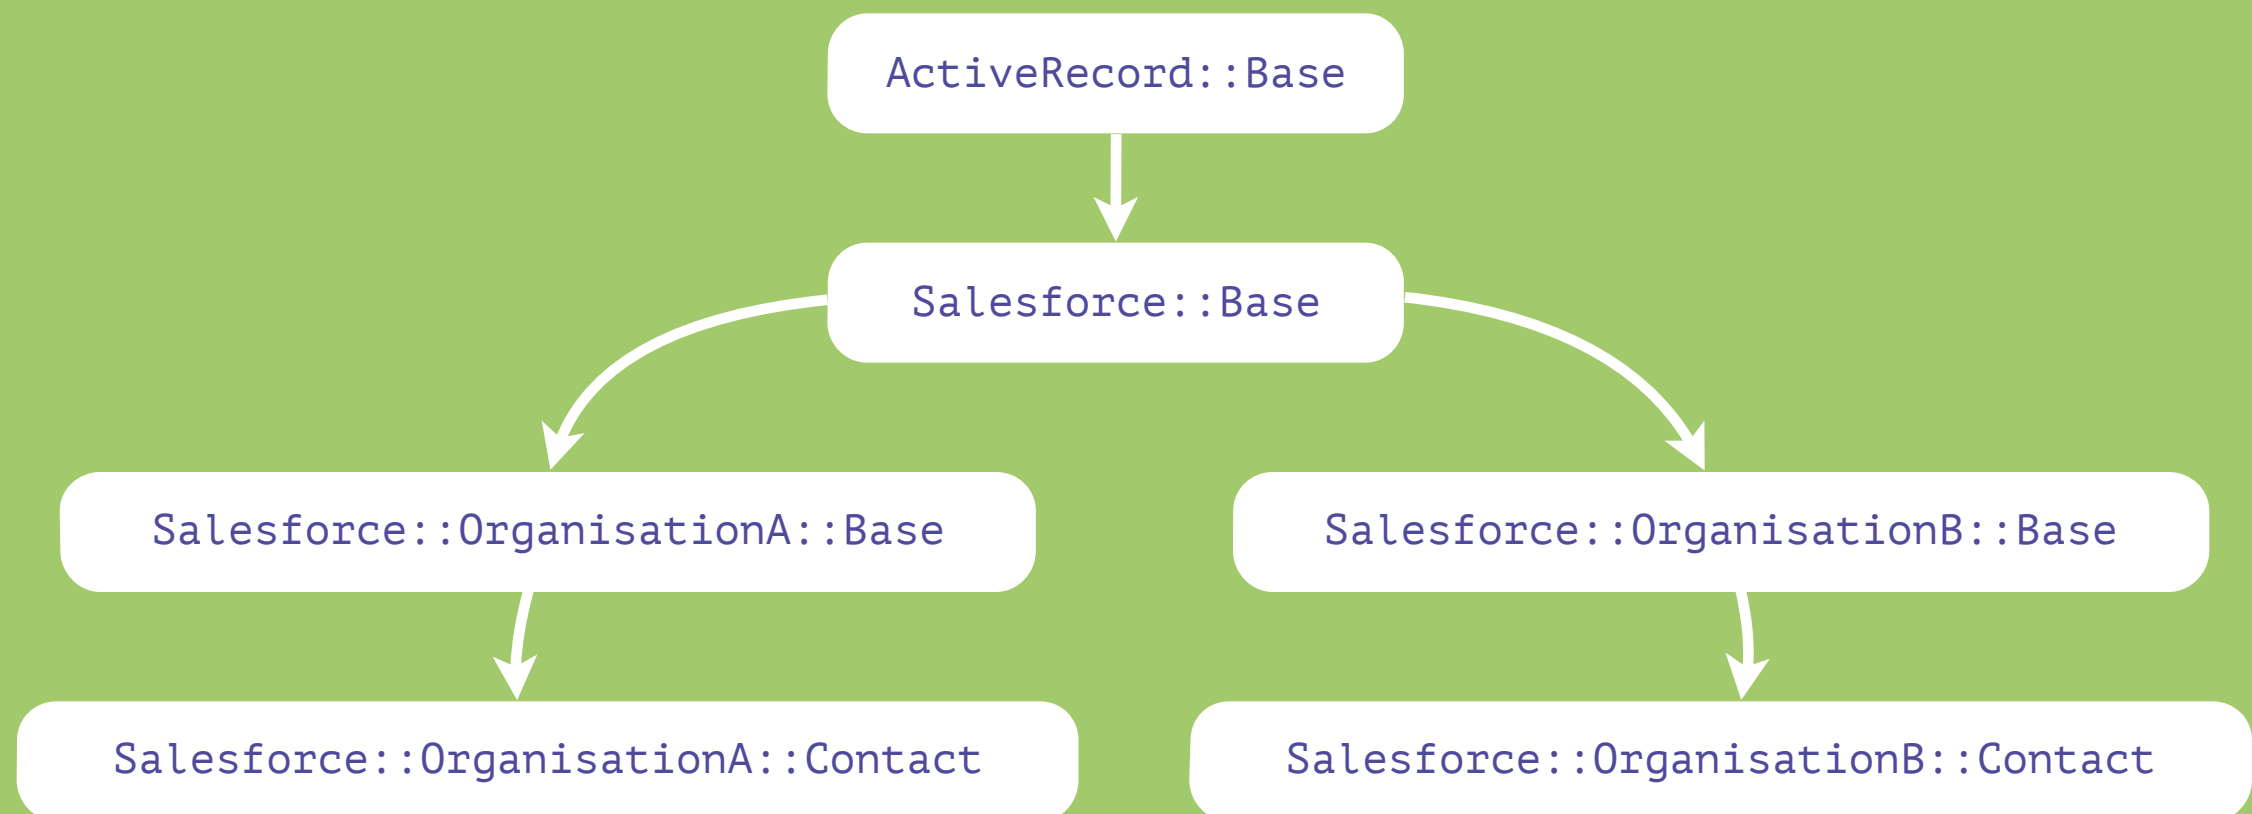 ActiveRecord::Base
Salesforce::Base
Salesforce::OrganisationA::Base
Salesforce::OrganisationB::Base
Salesforce::OrganisationA::Contact
Salesforce::OrganisationB::Contact